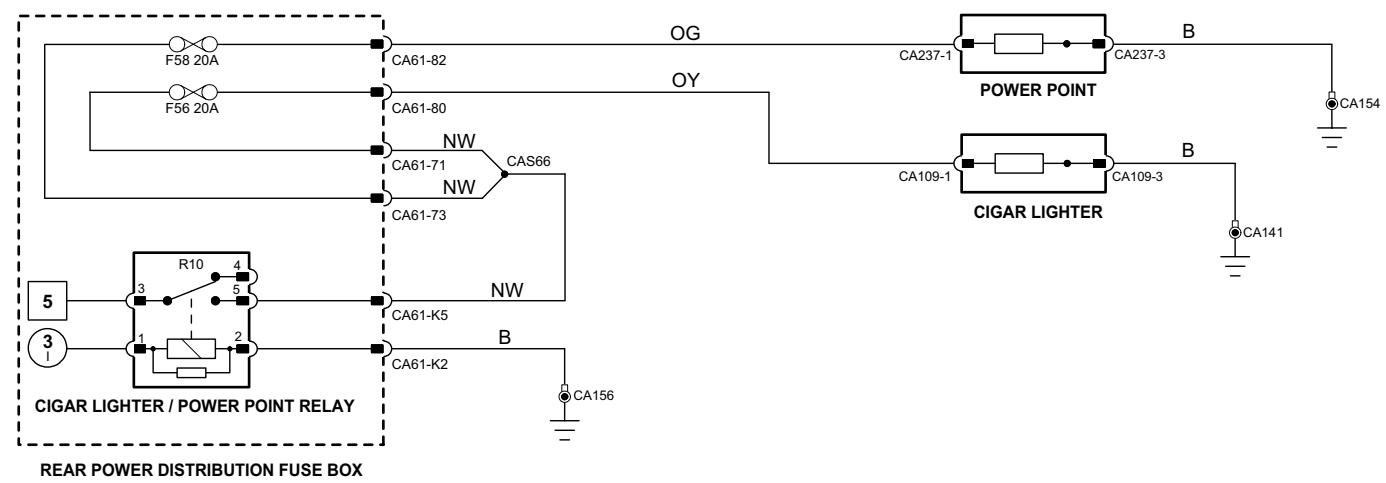 OG
B
F58 20A
CA61-82
CA237-1
CA237-3
POWER POINT
OY
F56 20A
CA61-80
CA154
NW
CA61-71
CAS66
B
CA109-1
CA109-3
NW
CA61-73
CIGAR LIGHTER
CA141
R10
4
3
5
5
NW
CA61-K5
3
I
1
2
B
CA61-K2
CA156
CIGAR LIGHTER / POWER POINT RELAY
REAR POWER DISTRIBUTION FUSE BOX